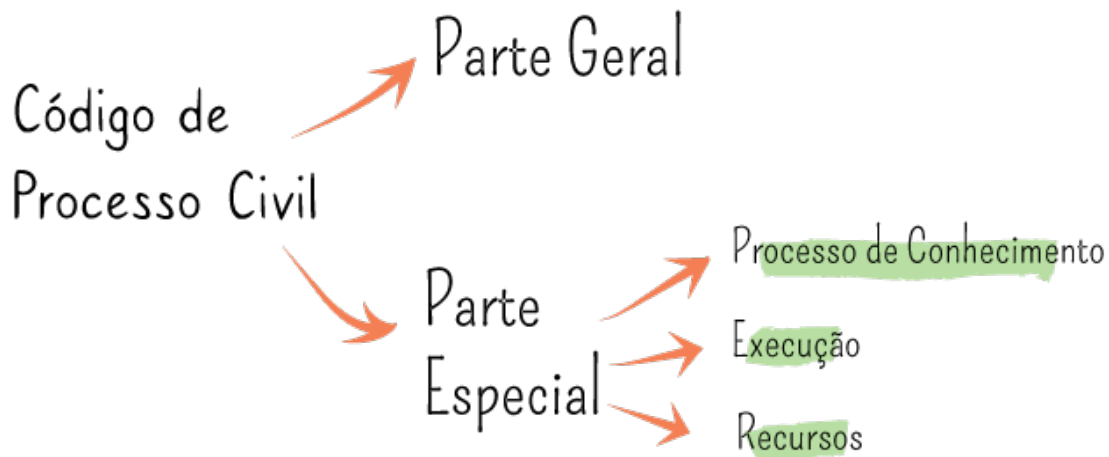 Parte Geral
Código de
Processo Civil
Processo de Conhecimento
Parte
Especial
Execução
Recursos